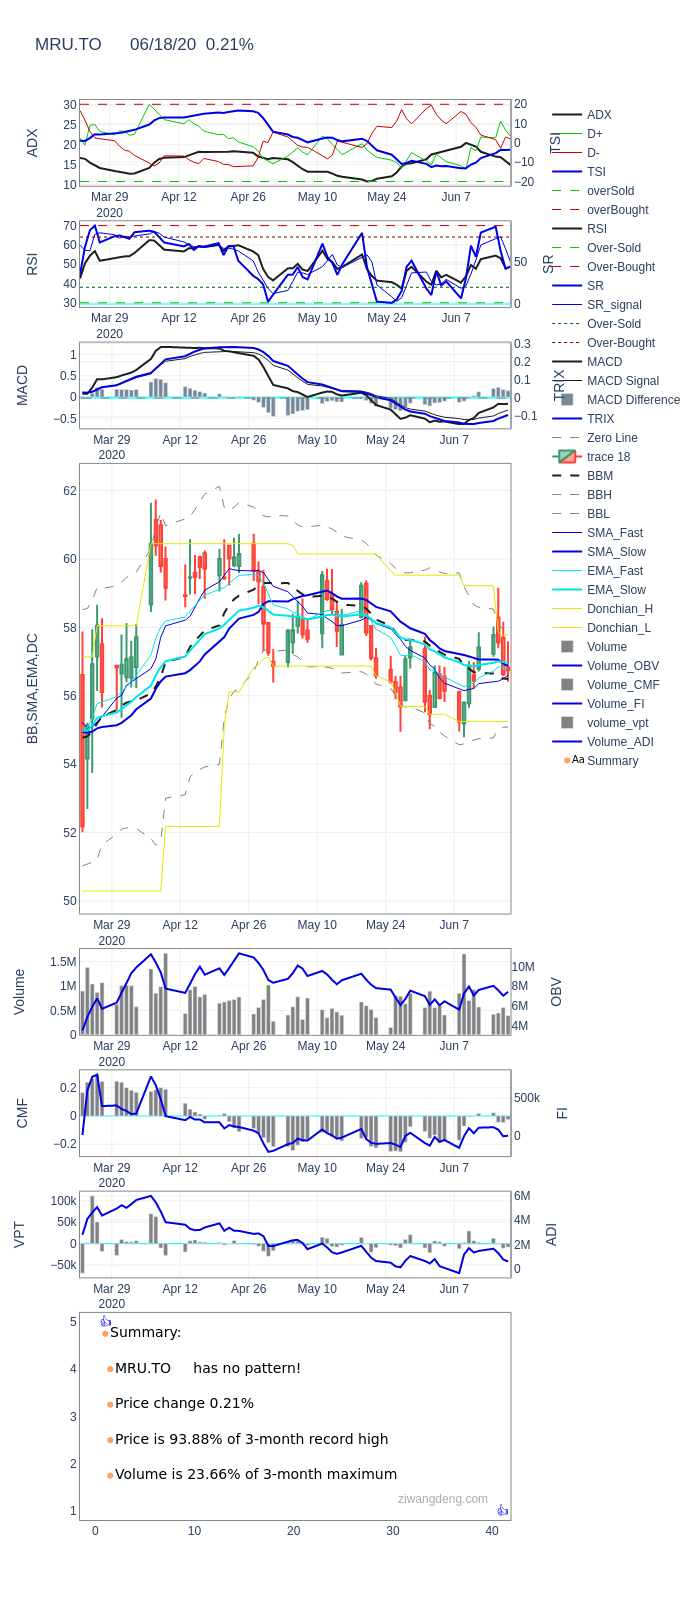 MRU.TO 06/18/20 0.21%
30
25
20
15
10
ADX
20
10
0
−10
−20
TSI
Mar 29
2020
Apr 12
Apr 26
May 10
May 24
Jun 7
70
60
50
40
30
RSI
50
0
SR
Mar 29
2020
Apr 12
Apr 26
May 10
May 24
Jun 7
1
0.5
0
−0.5
MACD
0.3
0.2
0.1
0
−0.1
TRIX
Mar 29
2020
Apr 12
Apr 26
May 10
May 24
Jun 7
62
60
58
56
54
52
50
BB,SMA,EMA,DC
Mar 29
2020
Apr 12
Apr 26
May 10
May 24
Jun 7
1.5M
1M
0.5M
0
Volume
10M
8M
6M
4M
OBV
Mar 29
2020
Apr 12
Apr 26
May 10
May 24
Jun 7
0.2
0
−0.2
CMF
500k
0
FI
Mar 29
2020
Apr 12
Apr 26
May 10
May 24
Jun 7
100k
50k
0
−50k
VPT
6M
4M
2M
0
ADI
Mar 29
2020
Apr 12
Apr 26
May 10
May 24
Jun 7
5
4
3
2
1
👍
Summary:
MRU.TO has no pattern!
Price change 0.21%
Price is 93.88% of 3-month record high
Volume is 23.66% of 3-month maximum
ziwangdeng.com
👍
0
10
20
30
40
ADX
D+
D-
TSI
overSold
overBought
RSI
Over-Sold
Over-Bought
SR
SR_signal
Over-Sold
Over-Bought
MACD
MACD Signal
MACD Difference
TRIX
Zero Line
trace 18
BBM
BBH
BBL
SMA_Fast
SMA_Slow
EMA_Fast
EMA_Slow
Donchian_H
Donchian_L
Volume
Volume_OBV
Volume_CMF
Volume_FI
volume_vpt
Volume_ADI
Aa Summary